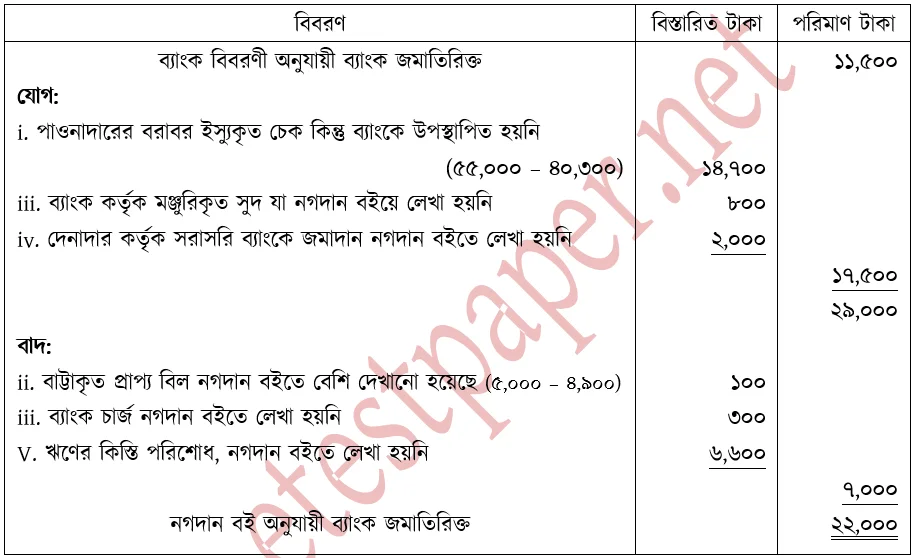 বিবরণ বিস্তারিত টাকা পরিমাণ টাকা
ব্যাংক বিবরণী অনুযায়ী ব্যাংক জমাতিরিক্ত ১১,৫০০
যোগ:
i. পাওনাদারের বরাবর ইস্যুকৃত চেক কিন্তু ব্যাংকে উপস্থাপিত হয়নি
(৫৫,০০০ – ৪০,৩০০) ১৪,৭০০
iii. ব্যাংক কর্তৃক মঞ্জুরিকৃত সুদ যা নগদান বইয়ে লেখা হয়নি ৮০০
iv. দেনাদার কর্তৃক সরাসরি ব্যাংকে জমাদান নগদান বইতে লেখা হয়নি ২,০০০
১৭,৫০০
২৯,০০০
বাদ:
ii. বাট্টাকৃত প্রাপ্য বিল নগদান বইতে বেশি দেখানো হয়েছে (৫,০০০ – ৪,৯০০) ১০০
iii. ব্যাংক চার্জ নগদান বইতে লেখা হয়নি ৩০০
V. ঋণের কিস্তি পরিশোধ, নগদান বইতে লেখা হয়নি ৬,৬০০
৭,০০০
নগদান বই অনুযায়ী ব্যাংক জমাতিরিক্ত ২২,০০০
etestpaper.net